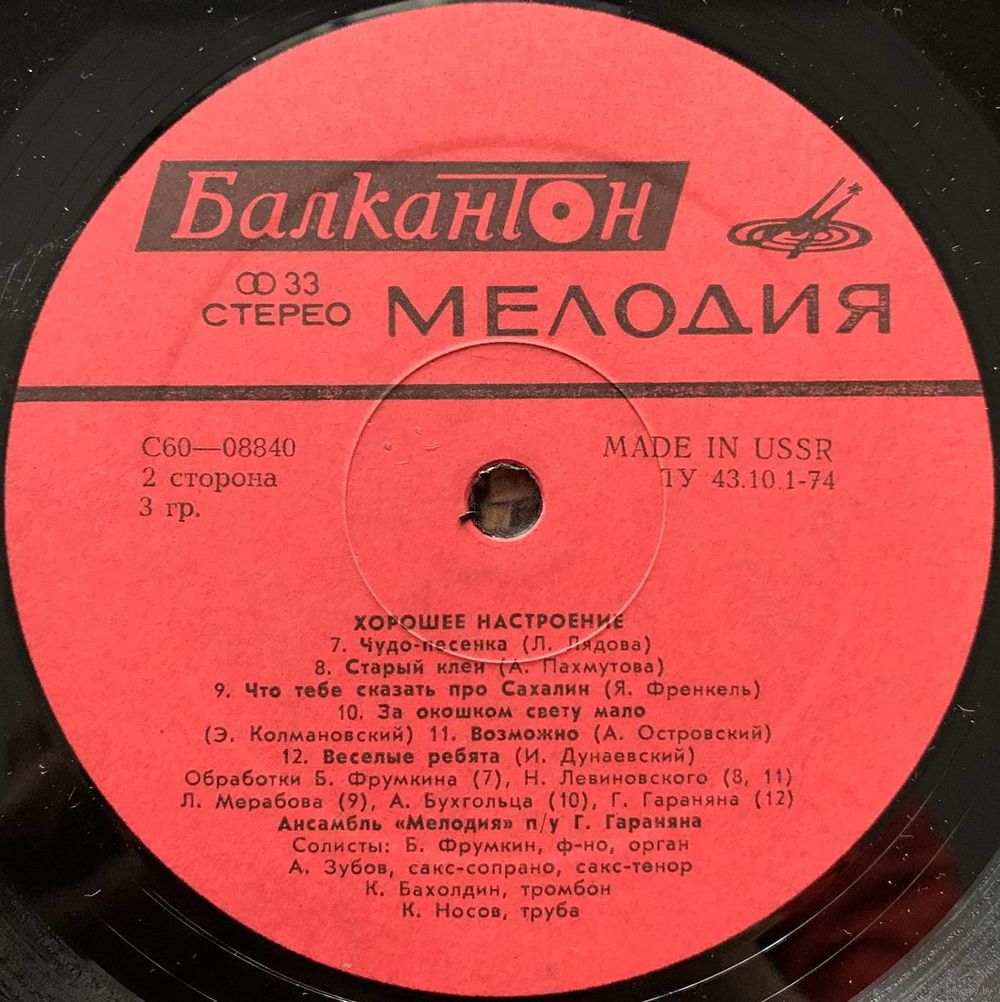 Балкантон
33
СТЕРЕО
МЕЛОДИЯ
С60—08840
2 сторона
3 гр.
MADE IN USSR
ТУ 43.10.1-74
ХОРОШЕЕ НАСТРОЕНИЕ
7. Чудо-песенка (Л. Лядова)
8. Старый клен (А. Пахмутова)
9. Что тебе сказать про Сахалин (Я. Френкель)
10. За окошком свету мало
(Э. Колмановский) 11. Возможно (А. Островский)
12. Веселые ребята (И. Дунаевский)
Обработки Б. Фрумкина (7), Н. Левиновского (8, 11)
Л. Мерабова (9), А. Бухгольца (10), Г. Гараняна (12)
Ансамбль «Мелодия» п/у Г. Гараняна
Солисты: Б. Фрумкин, ф-но, орган
А. Зубов, сакс-сопрано, сакс-тенор
К. Бахолдин, тромбон
К. Носов, труба